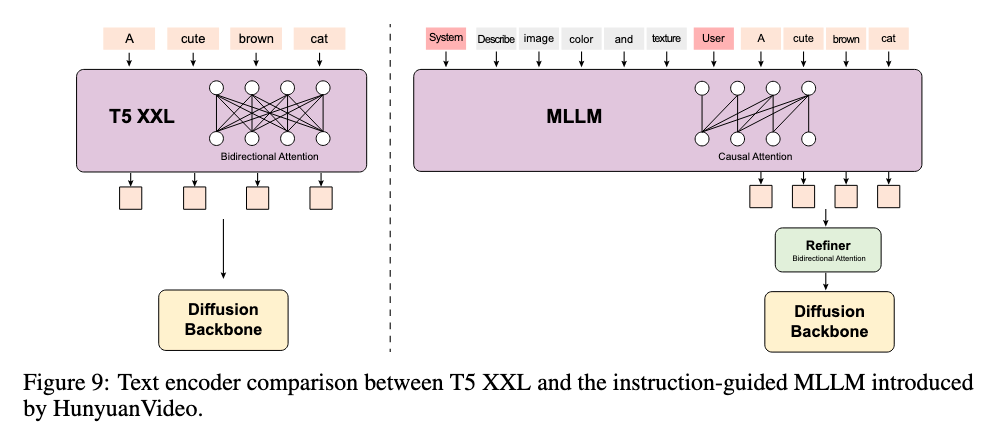 A cute brown cat
System Describe image color and texture User A cute brown cat
T5 XXL
Bidirectional Attention
MLLM
Causal Attention
Refiner
Bidirectional Attention
Diffusion
Backbone
Diffusion
Backbone
Figure 9: Text encoder comparison between T5 XXL and the instruction-guided MLLM introduced
by HunyuanVideo.